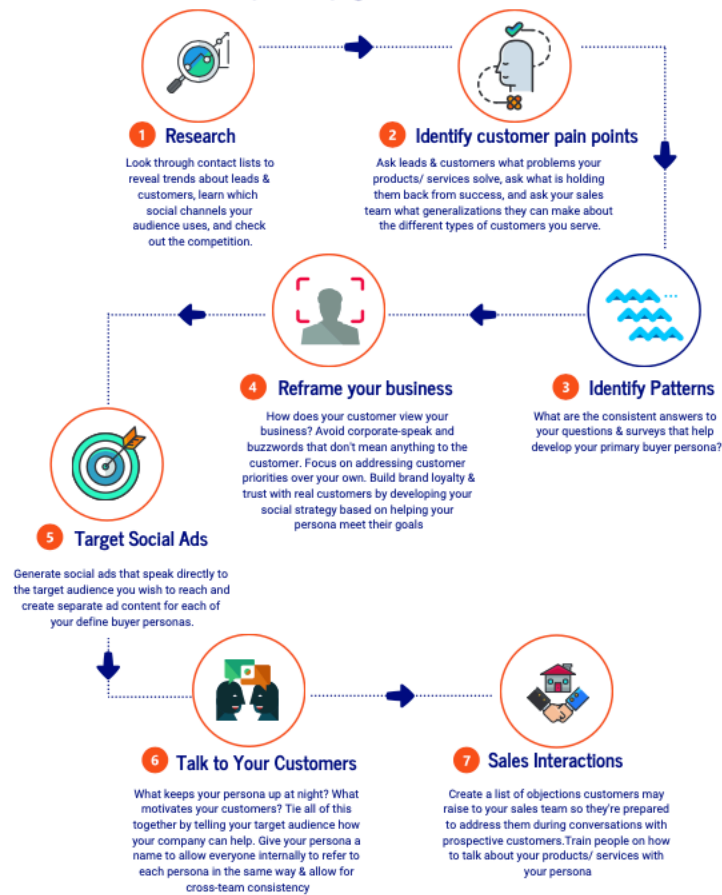 1 Research
Look through contact lists to
reveal trends about leads &
customers, learn which
social channels your
audience uses, and check
out the competition.
2 Identify customer pain points
Ask leads & customers what problems your
products/ services solve, ask what is holding
them back from success, and ask your sales
team what generalizations they can make about
the different types of customers you serve.
3 Identify Patterns
What are the consistent answers to
your questions & surveys that help
develop your primary buyer persona?
4 Reframe your business
How does your customer view your
business? Avoid corporate-speak and
buzzwords that don't mean anything to the
customer. Focus on addressing customer
priorities over your own. Build brand loyalty &
trust with real customers by developing your
social strategy based on helping your
persona meet their goals
5 Target Social Ads
Generate social ads that speak directly to
the target audience you wish to reach and
create separate ad content for each of
your define buyer personas.
6 Talk to Your Customers
What keeps your persona up at night? What
motivates your customers? Tie all of this
together by telling your target audience how
your company can help. Give your persona a
name to allow everyone internally to refer to
each persona in the same way & allow for
cross-team consistency
7 Sales Interactions
Create a list of objections customers may
raise to your sales team so they're prepared
to address them during conversations with
prospective customers.Train people on how
to talk about your products/ services with
your persona